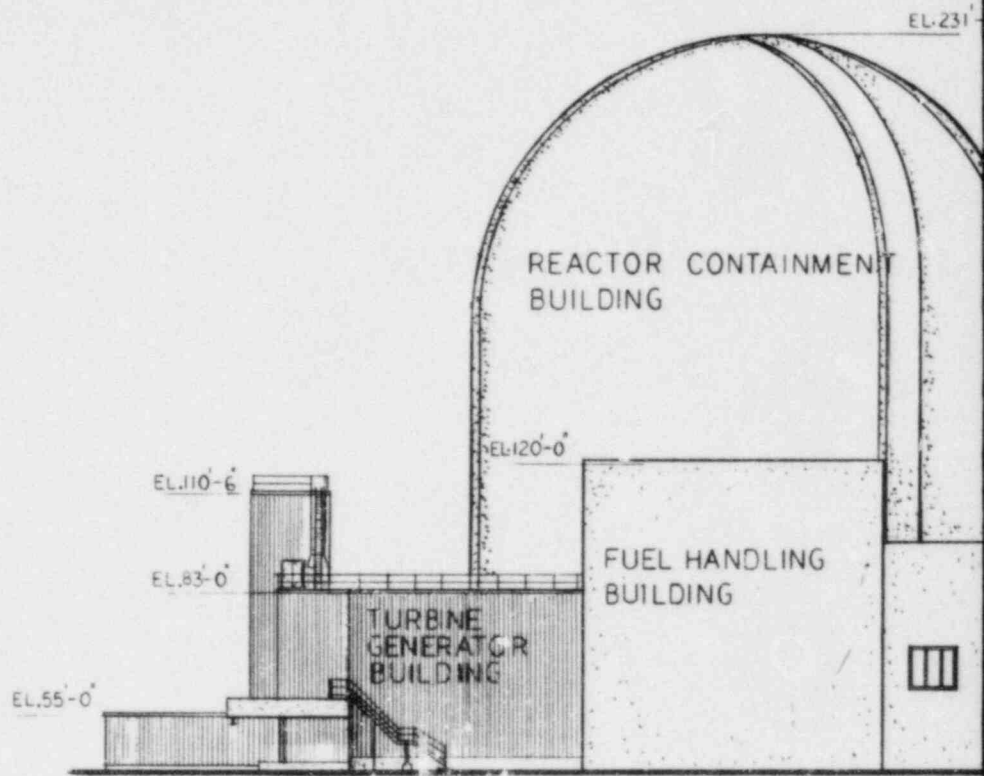 EL.231'
REACTOR CONTAINMENT
BUILDING
EL.120'-0"
EL.110'-6"
EL.83'-0"
FUEL HANDLING
BUILDING
TURBINE
GENERATOR
BUILDING
EL.55'-0"